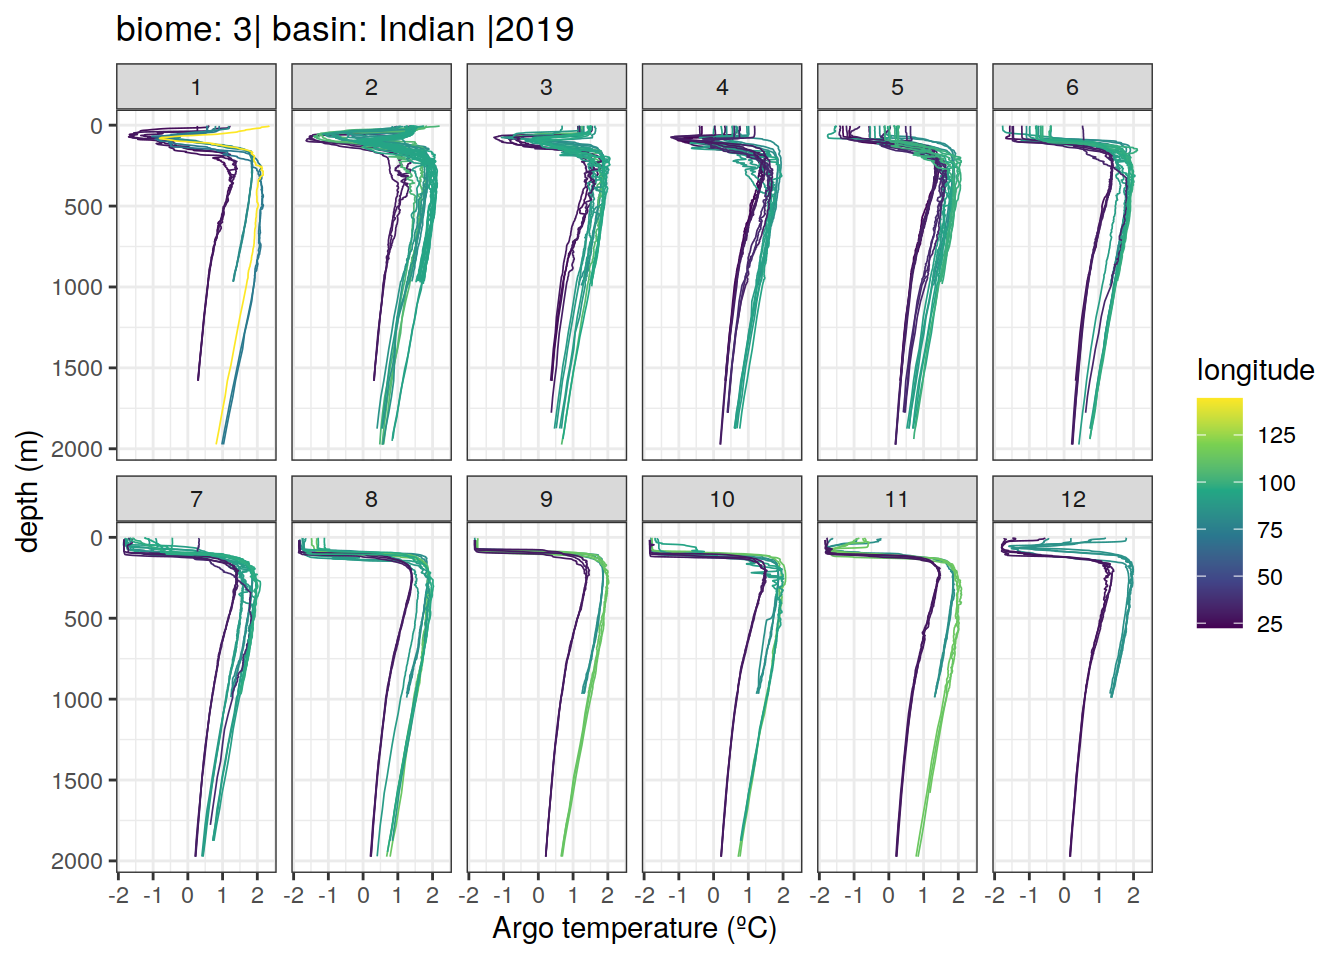 biome: 3| basin: Indian |2019
1 2 3 4 5 6
0
500
1000
1500
2000
7 8 9 10 11 12
0
500
1000
1500
2000
-2 -1 0 1 2 -2 -1 0 1 2 -2 -1 0 1 2 -2 -1 0 1 2 -2 -1 0 1 2 -2 -1 0 1 2
Argo temperature (ºC)
depth (m)
longitude
125
100
75
50
25